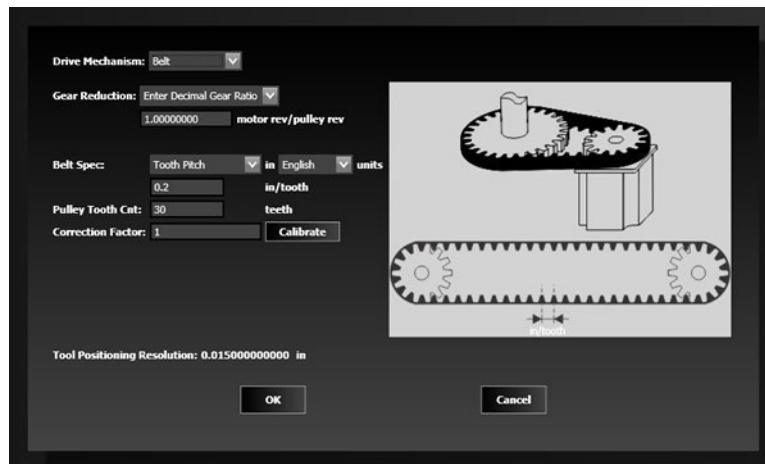 Drive Mechanism: Belt
Gear Reduction: Enter Decimal Gear Ratio
1.00000000 motor rev/pulley rev
Belt Spec: Tooth Pitch in English units
0.2 in/tooth
Pulley Tooth Cnt: 30 teeth
Correction Factor: 1 Calibrate
in/tooth
Tool Positioning Resolution: 0.015000000000 in
OK Cancel